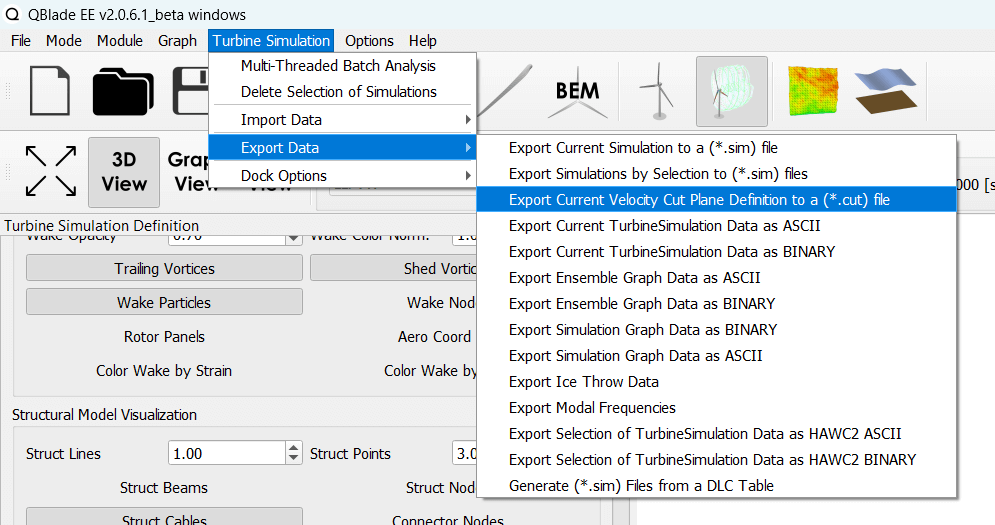 QBlade EE v2.0.6.1_beta windows
File Mode Module Graph Turbine Simulation Options Help
Multi-Threaded Batch Analysis
Delete Selection of Simulations
Import Data
Export Data
Dock Options
Export Current Simulation to a (*.sim) file
Export Simulations by Selection to (*.sim) files
Export Current Velocity Cut Plane Definition to a (*.cut) file
Export Current TurbineSimulation Data as ASCII
Export Current TurbineSimulation Data as BINARY
Export Ensemble Graph Data as ASCII
Export Ensemble Graph Data as BINARY
Export Simulation Graph Data as BINARY
Export Simulation Graph Data as ASCII
Export Ice Throw Data
Export Modal Frequencies
Export Selection of TurbineSimulation Data as HAWC2 ASCII
Export Selection of TurbineSimulation Data as HAWC2 BINARY
Generate (*.sim) Files from a DLC Table
BEM
3D
View
Grap
View
000 [s
Turbine Simulation Definition
Wake Opacity 0.70 Wake Color Norm. 1.0
Trailing Vortices Shed Vortic
Wake Particles Wake Nod
Rotor Panels Aero Coord
Color Wake by Strain Color Wake by
Structural Model Visualization
Struct Lines 1.00 Struct Points 3.0
Struct Beams Struct Nod
Struct Cables Connector Nodes